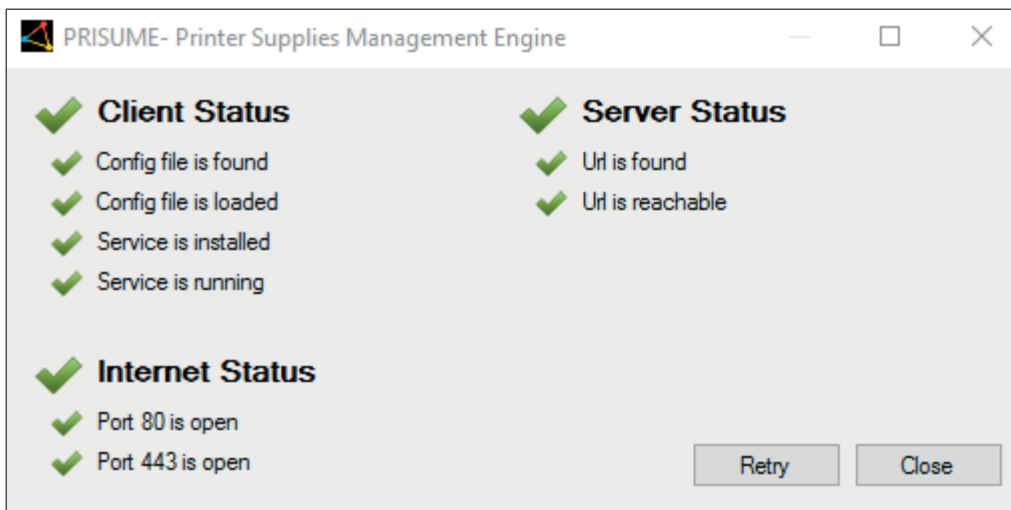 PRISUME- Printer Supplies Management Engine
Client Status
Config file is found
Config file is loaded
Service is installed
Service is running
Server Status
Url is found
Url is reachable
Internet Status
Port 80 is open
Port 443 is open
Retry
Close